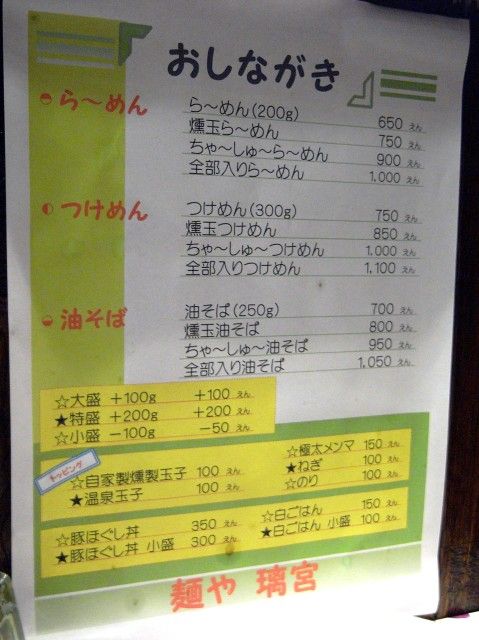 おしながき
ら〜めん
ら〜めん(200g) 650 えん
燻玉ら〜めん 750 えん
ちゃ〜しゅ〜ら〜めん 900 えん
全部入りら〜めん 1,000 えん
つけめん
つけめん(300g) 750 えん
燻玉つけめん 850 えん
ちゃ〜しゅ〜つけめん 1,000 えん
全部入りつけめん 1,100 えん
油そば
油そば(250g) 700 えん
燻玉油そば 800 えん
ちゃ〜しゅ〜油そば 950 えん
全部入り油そば 1,050 えん
☆大盛 +100g +100 えん
★特盛 +200g +200 えん
☆小盛 −100g −50 えん
トッピング
☆自家製燻製玉子 100 えん
★温泉玉子 100 えん
☆極太メンマ 150 えん
★ねぎ 100 えん
☆のり 100 えん
☆豚ほぐし丼 350 えん
★豚ほぐし丼 小盛 300 えん
☆白ごはん 150 えん
★白ごはん 小盛 100 えん
麺や 璃宮